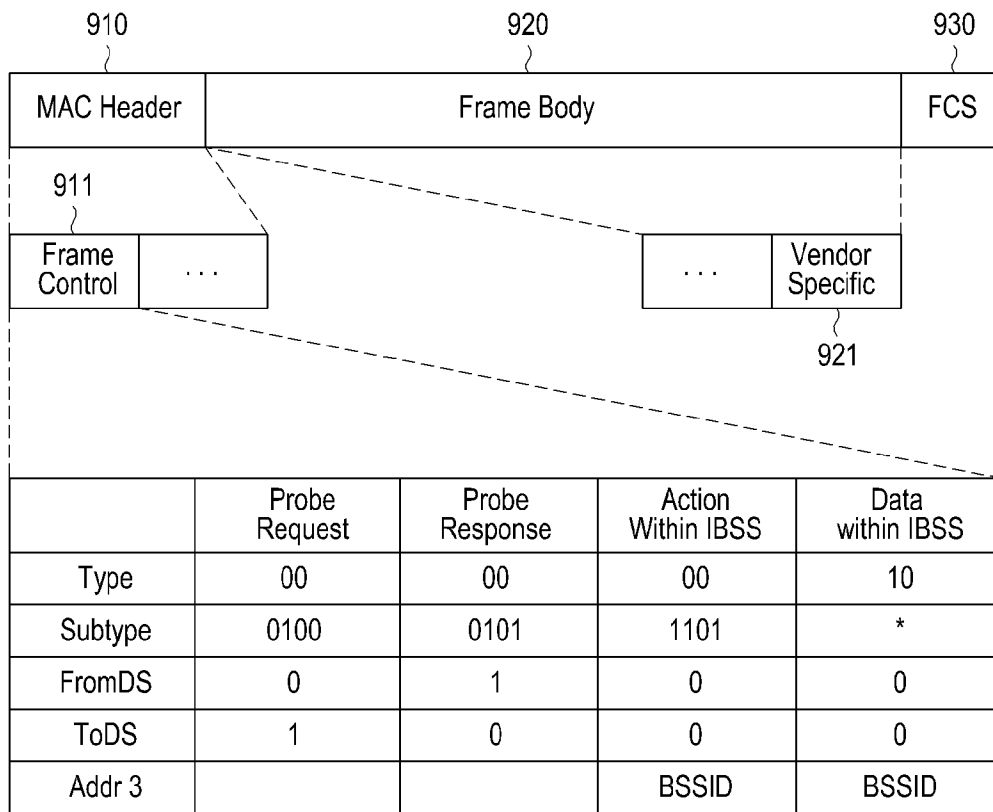 910 920 930
MAC Header Frame Body FCS
911
Frame Control ... ... Vendor Specific
921
Probe Request Probe Response Action Within IBSS Data within IBSS
Type 00 00 00 10
Subtype 0100 0101 1101 *
FromDS 0 1 0 0
ToDS 1 0 0 0
Addr 3 BSSID BSSID